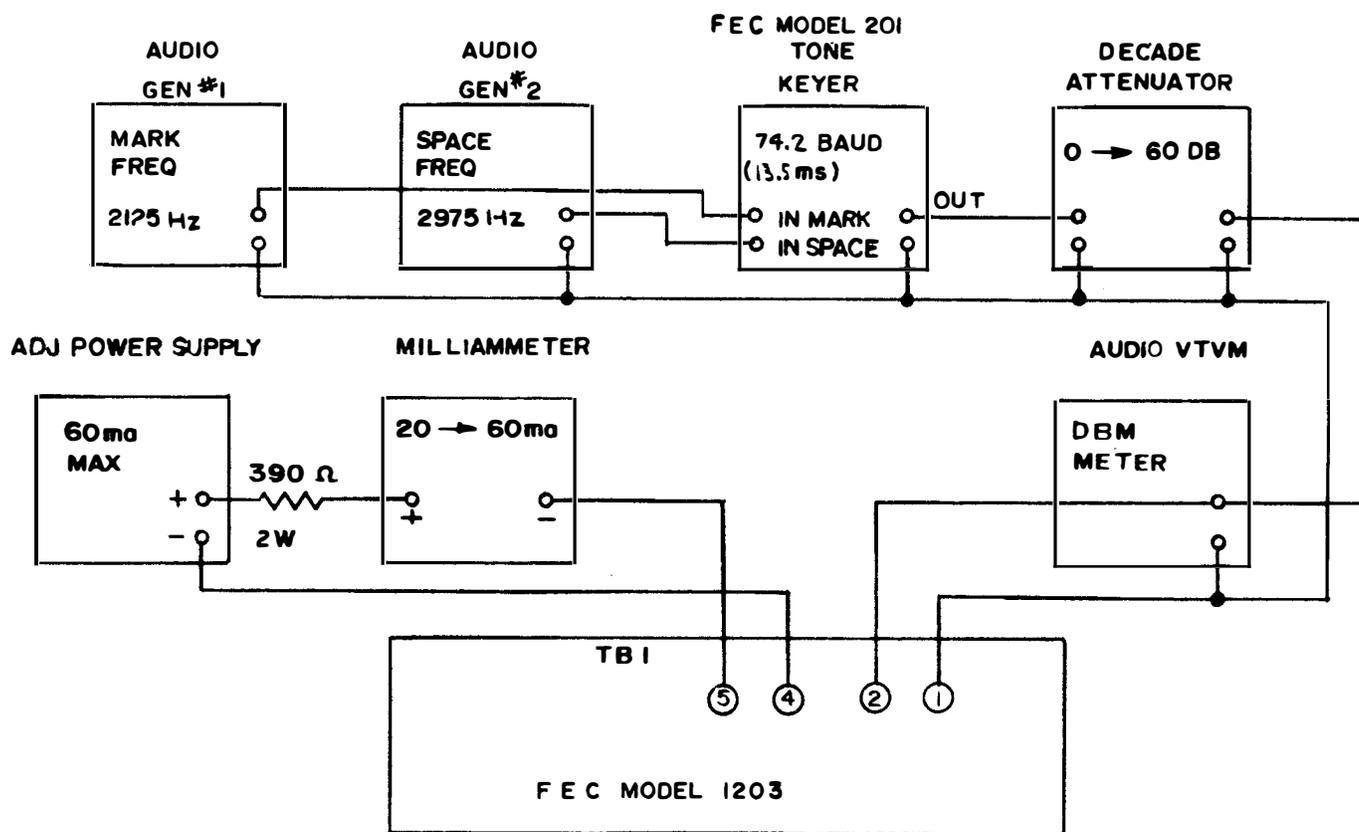 AUDIO
GEN #1
AUDIO
GEN #2
FEC MODEL 201
TONE
KEYER
DECADE
ATTENUATOR
MARK
FREQ
2125 Hz
SPACE
FREQ
2975 Hz
74.2 BAUD
(13.5ms)
IN MARK
IN SPACE
OUT
0 → 60 DB
ADJ POWER SUPPLY
MILLIAMMETER
AUDIO VTVM
60ma
MAX
+
-
390 Ω
2W
20 → 60ma
+
-
DBM
METER
TB1
5
4
2
1
FEC MODEL 1203